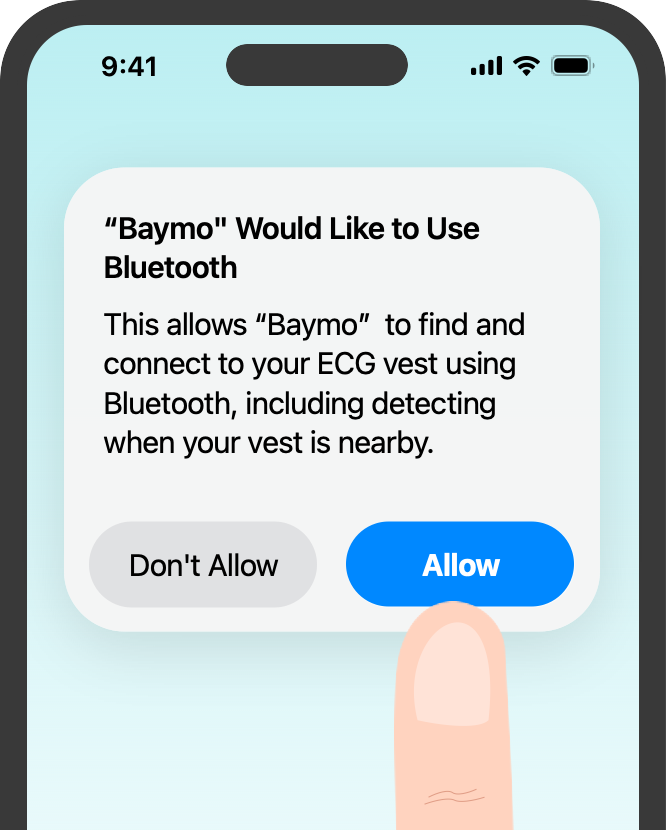 9:41
“Baymo" Would Like to Use
Bluetooth
This allows “Baymo”  to find and
connect to your ECG vest using
Bluetooth, including detecting
when your vest is nearby.
Don't Allow
Allow